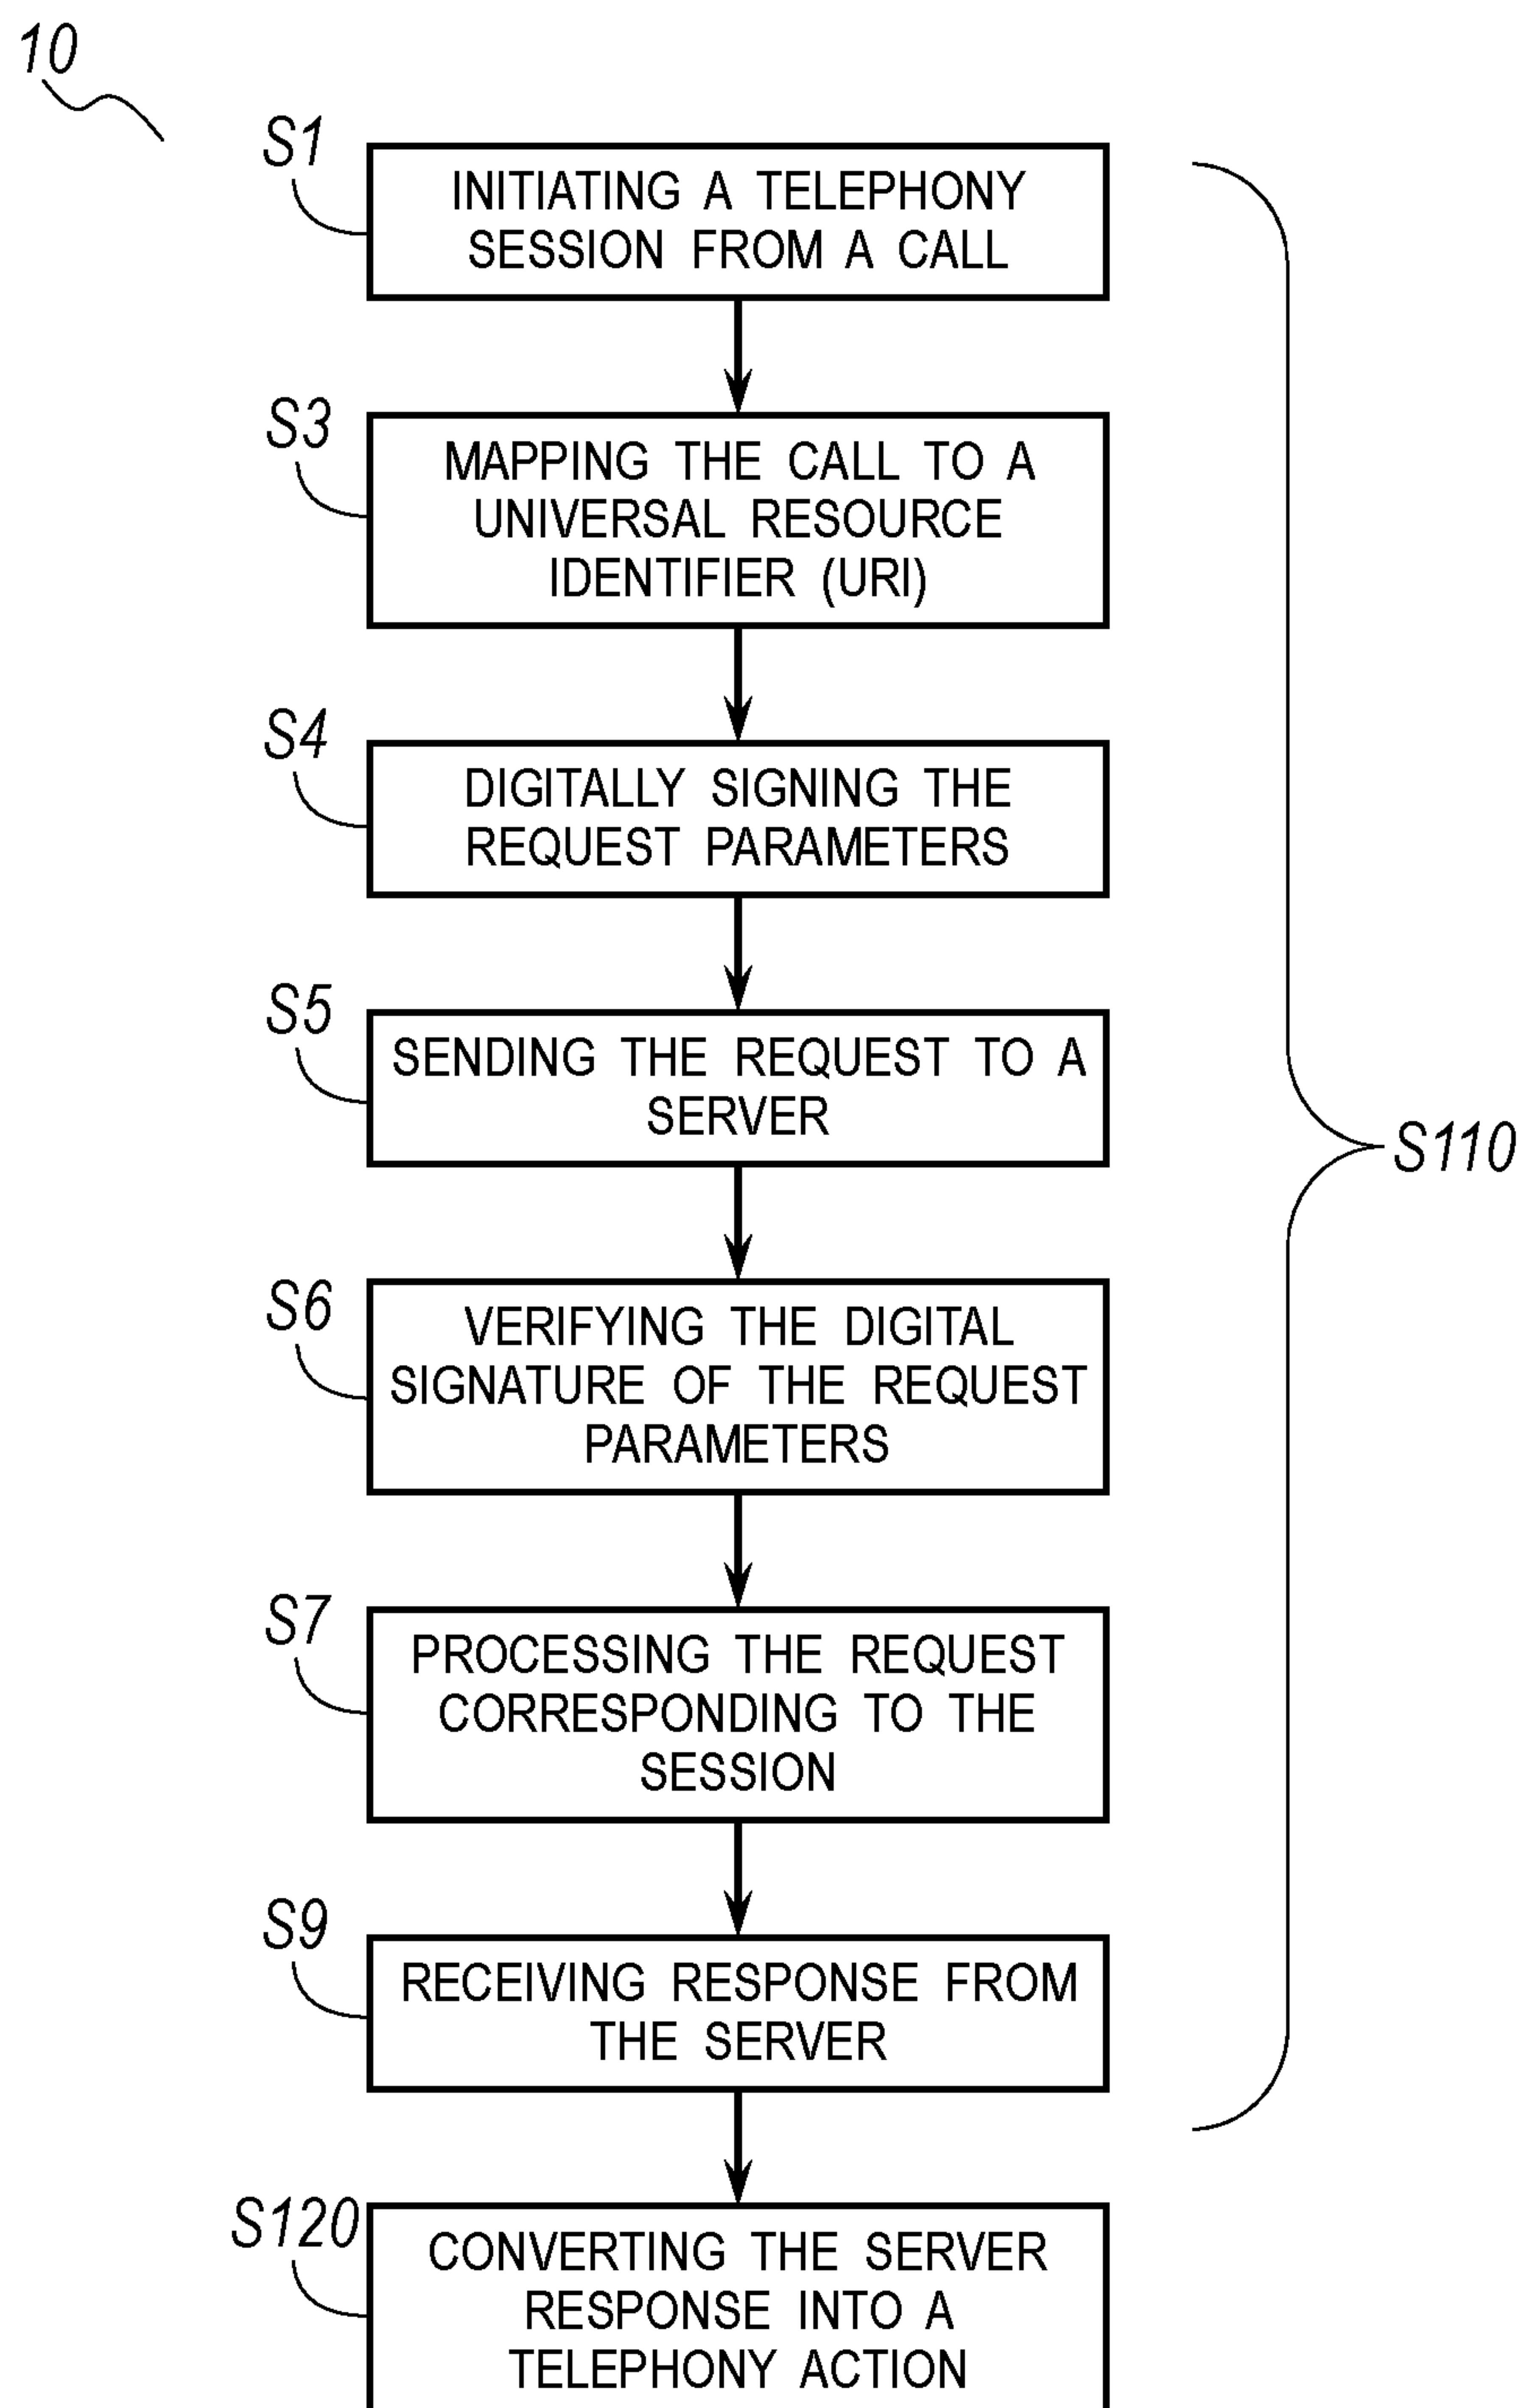 10
S1
INITIATING A TELEPHONY
SESSION FROM A CALL
S3
MAPPING THE CALL TO A
UNIVERSAL RESOURCE
IDENTIFIER (URI)
S4
DIGITALLY SIGNING THE
REQUEST PARAMETERS
S5
SENDING THE REQUEST TO A
SERVER
S110
S6
VERIFYING THE DIGITAL
SIGNATURE OF THE REQUEST
PARAMETERS
S7
PROCESSING THE REQUEST
CORRESPONDING TO THE
SESSION
S9
RECEIVING RESPONSE FROM
THE SERVER
S120
CONVERTING THE SERVER
RESPONSE INTO A
TELEPHONY ACTION